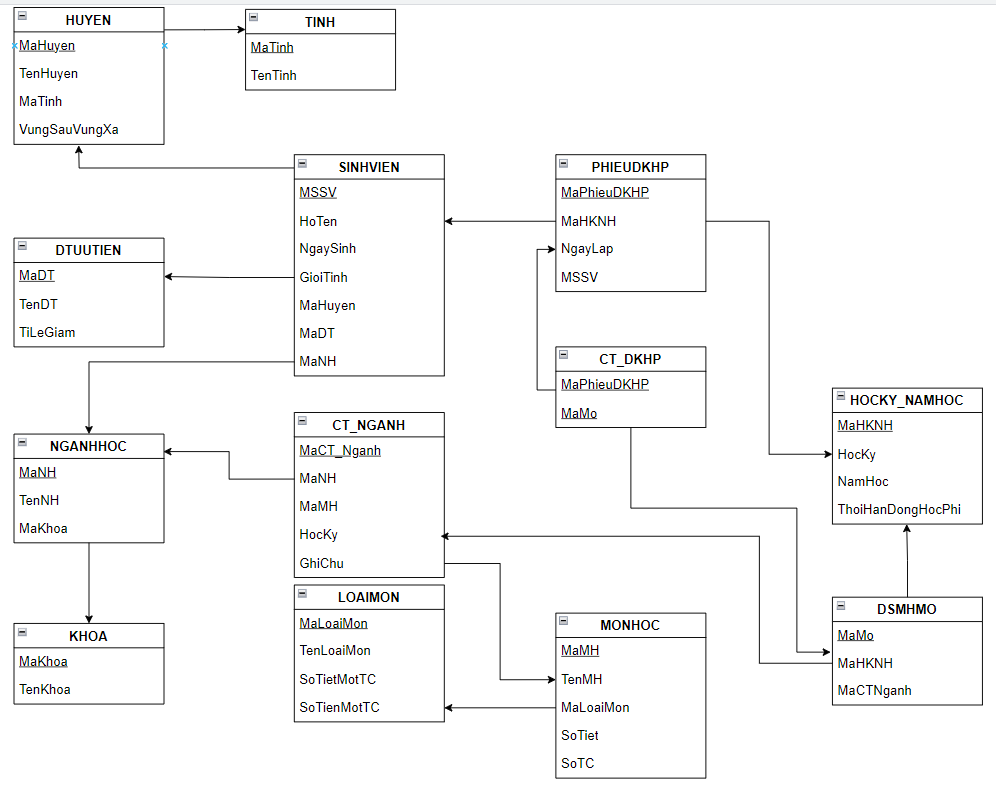 HUYEN
MaHuyen
TenHuyen
MaTinh
VungSauVungXa
TINH
MaTinh
TenTinh
SINHVIEN
MSSV
HoTen
NgaySinh
GioiTinh
MaHuyen
MaDT
MaNH
PHIEUDKHP
MaPhieuDKHP
MaHKNH
NgayLap
MSSV
DTUUTIEN
MaDT
TenDT
TiLeGiam
CT_DKHP
MaPhieuDKHP
MaMo
HOCKY_NAMHOC
MaHKNH
HocKy
NamHoc
ThoiHanDongHocPhi
NGANHHOC
MaNH
TenNH
MaKhoa
CT_NGANH
MaCT_Nganh
MaNH
MaMH
HocKy
GhiChu
LOAIMON
MaLoaiMon
TenLoaiMon
SoTietMotTC
SoTienMotTC
MONHOC
MaMH
TenMH
MaLoaiMon
SoTiet
SoTC
DSMHMO
MaMo
MaHKNH
MaCTNganh
KHOA
MaKhoa
TenKhoa